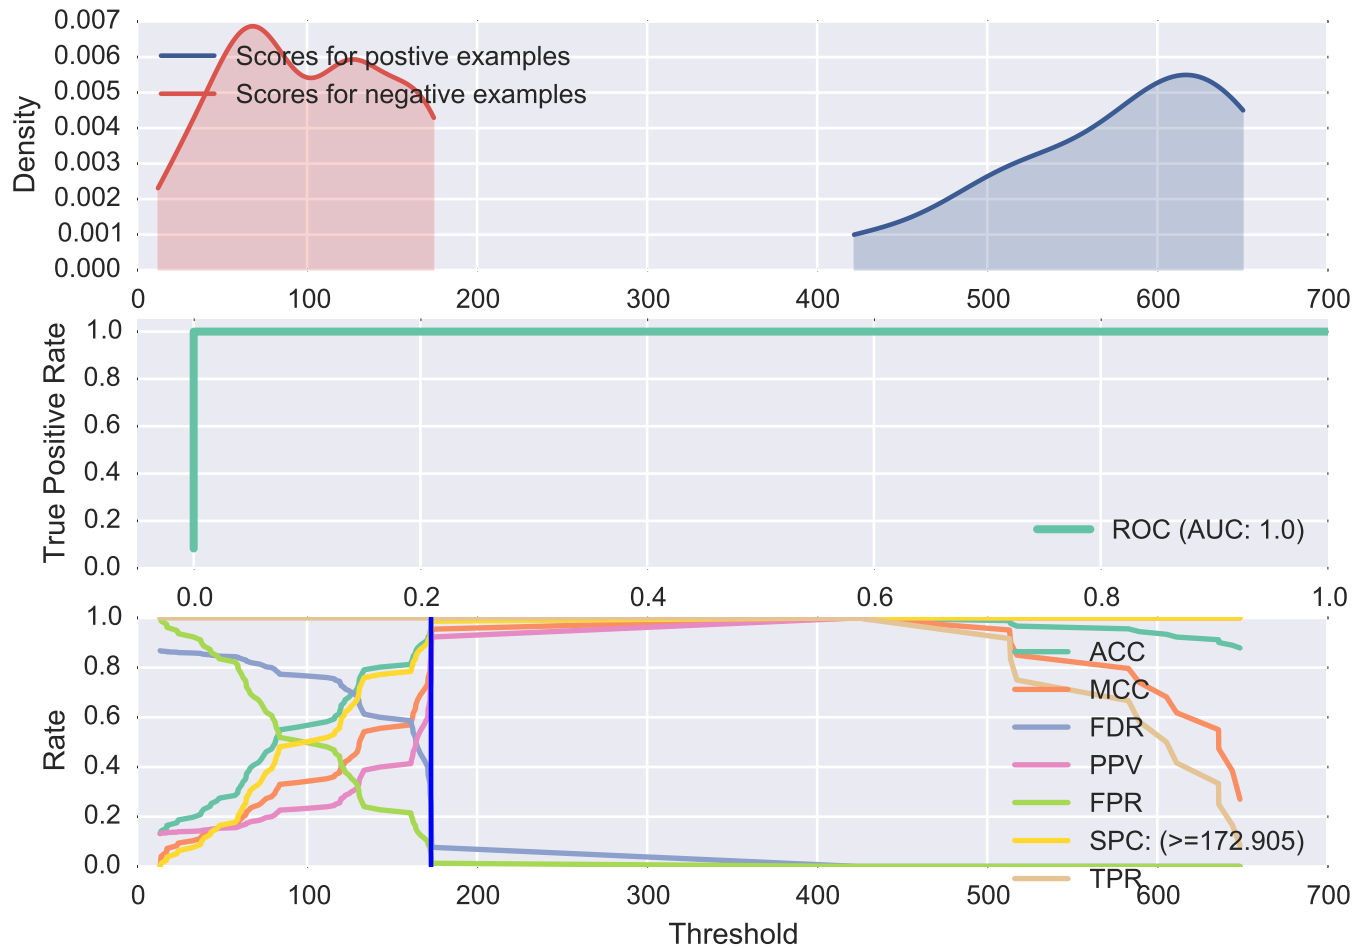 0.007
0.006
0.005
0.004
0.003
0.002
0.001
0.000
Density
Scores for postive examples
Scores for negative examples
0 100 200 300 400 500 600 700
1.0
0.8
0.6
0.4
0.2
0.0
True Positive Rate
ROC (AUC: 1.0)
0.0 0.2 0.4 0.6 0.8 1.0
1.0
0.8
0.6
0.4
0.2
0.0
Rate
ACC
MCC
FDR
PPV
FPR
SPC: (>=172.905)
TPR
0 100 200 300 400 500 600 700
Threshold